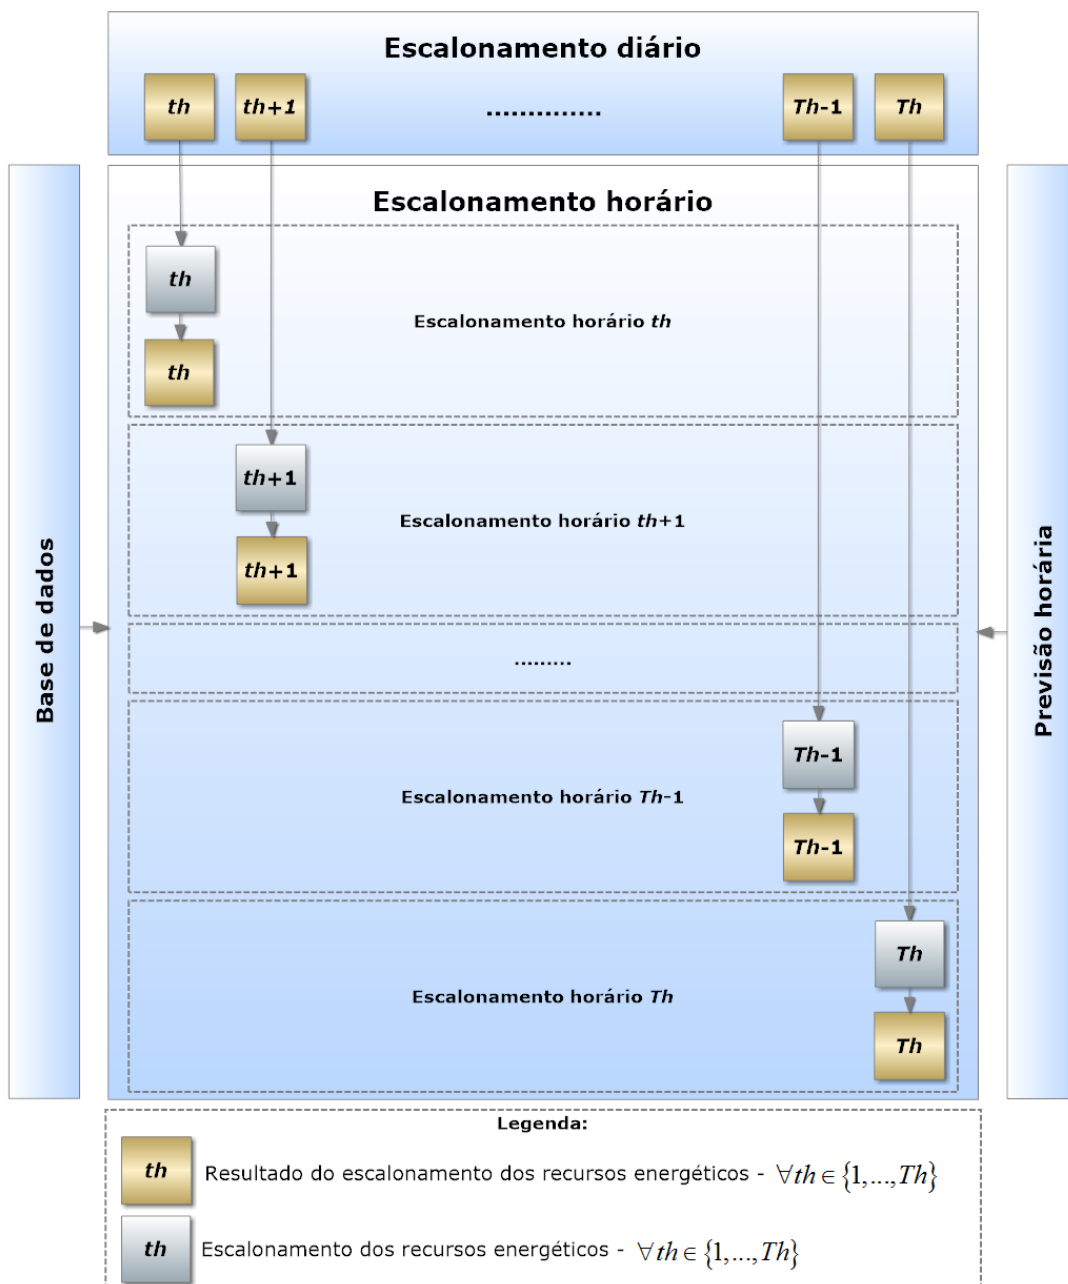 Escalonamento diário
th th+1 .............. Th-1 Th
Escalonamento horário
th
Escalonamento horário th
th
th+1
Escalonamento horário th+1
th+1
.........
Th-1
Escalonamento horário Th-1
Th-1
Th
Escalonamento horário Th
Th
Base de dados
Previsão horária
Legenda:
th Resultado do escalonamento dos recursos energéticos - ∀th ∈ {1,...,Th}
th Escalonamento dos recursos energéticos - ∀th ∈ {1,...,Th}